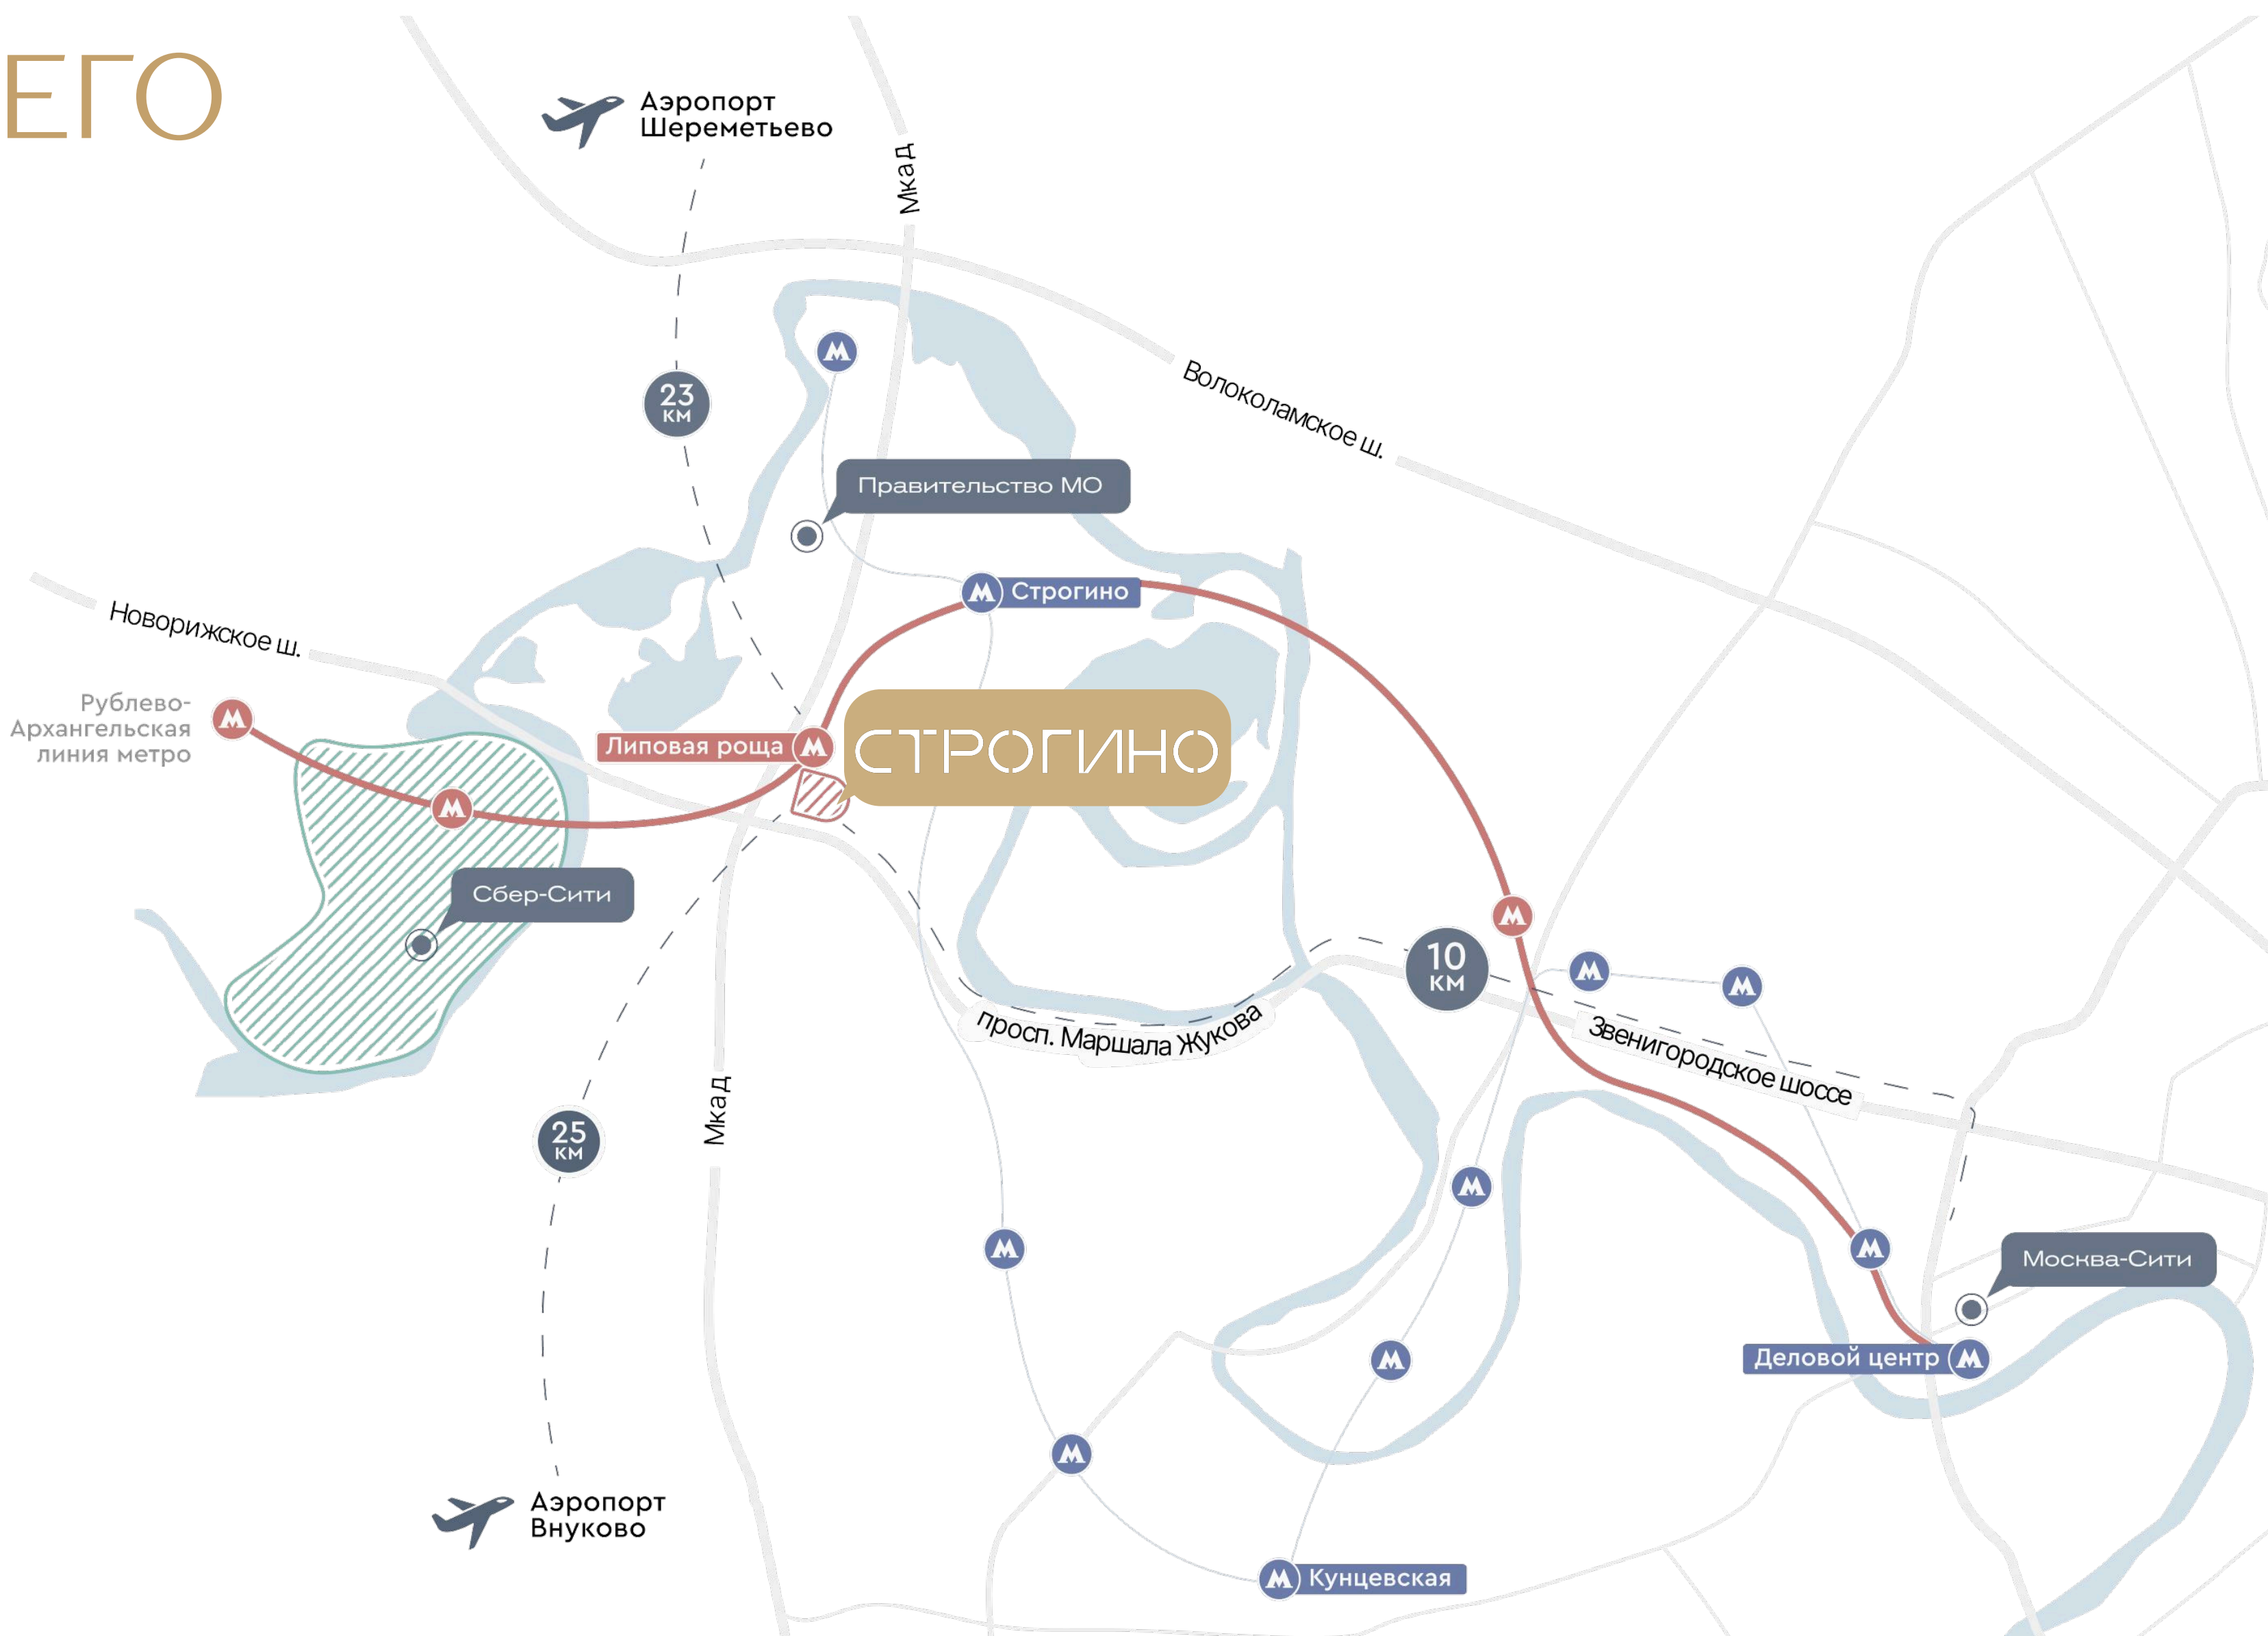 ЕГО
Аэропорт
Шереметьево
Мкад
23
КМ
Волоколамское ш.
Правительство МО
Строгино
Новорижское ш.
Рублево-
Архангельская
линия метро
Липовая роща
СТРОГИНО
Сбер-Сити
10
КМ
просп. Маршала Жукова
Звенигородское шоссе
Мкад
25
КМ
Москва-Сити
Деловой центр
Аэропорт
Внуково
Кунцевская